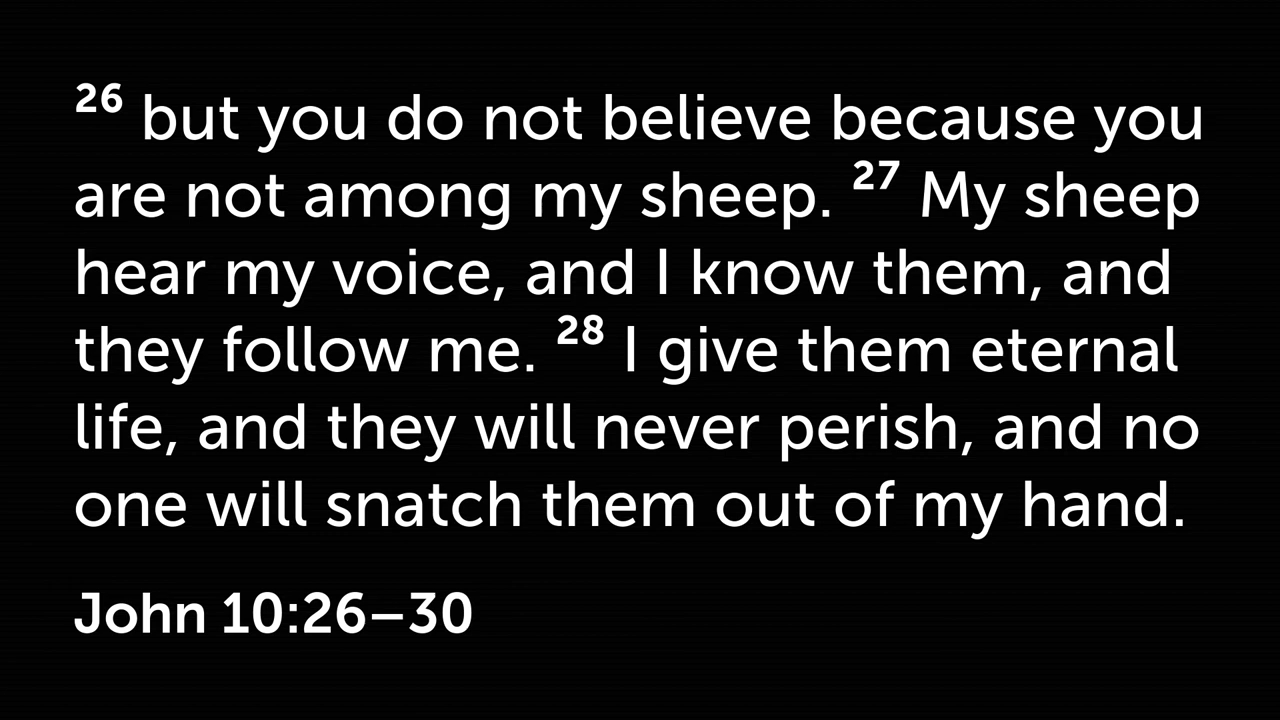 26 but you do not believe because you
are not among my sheep. 27 My sheep
hear my voice, and I know them, and
they follow me. 28 I give them eternal
life, and they will never perish, and no
one will snatch them out of my hand.
John 10:26–30